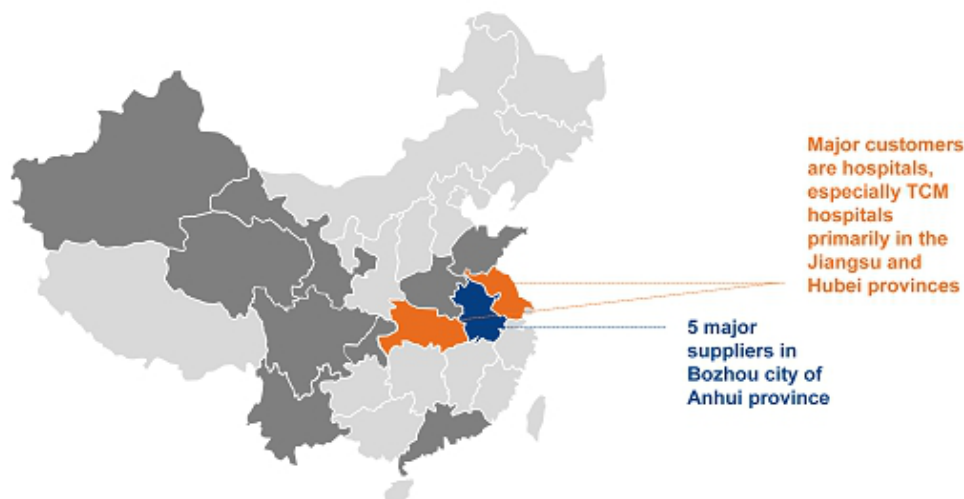 Major customers
are hospitals,
especially TCM
hospitals
primarily in the
Jiangsu and
Hubei provinces
5 major
suppliers in
Bozhou city of
Anhui province